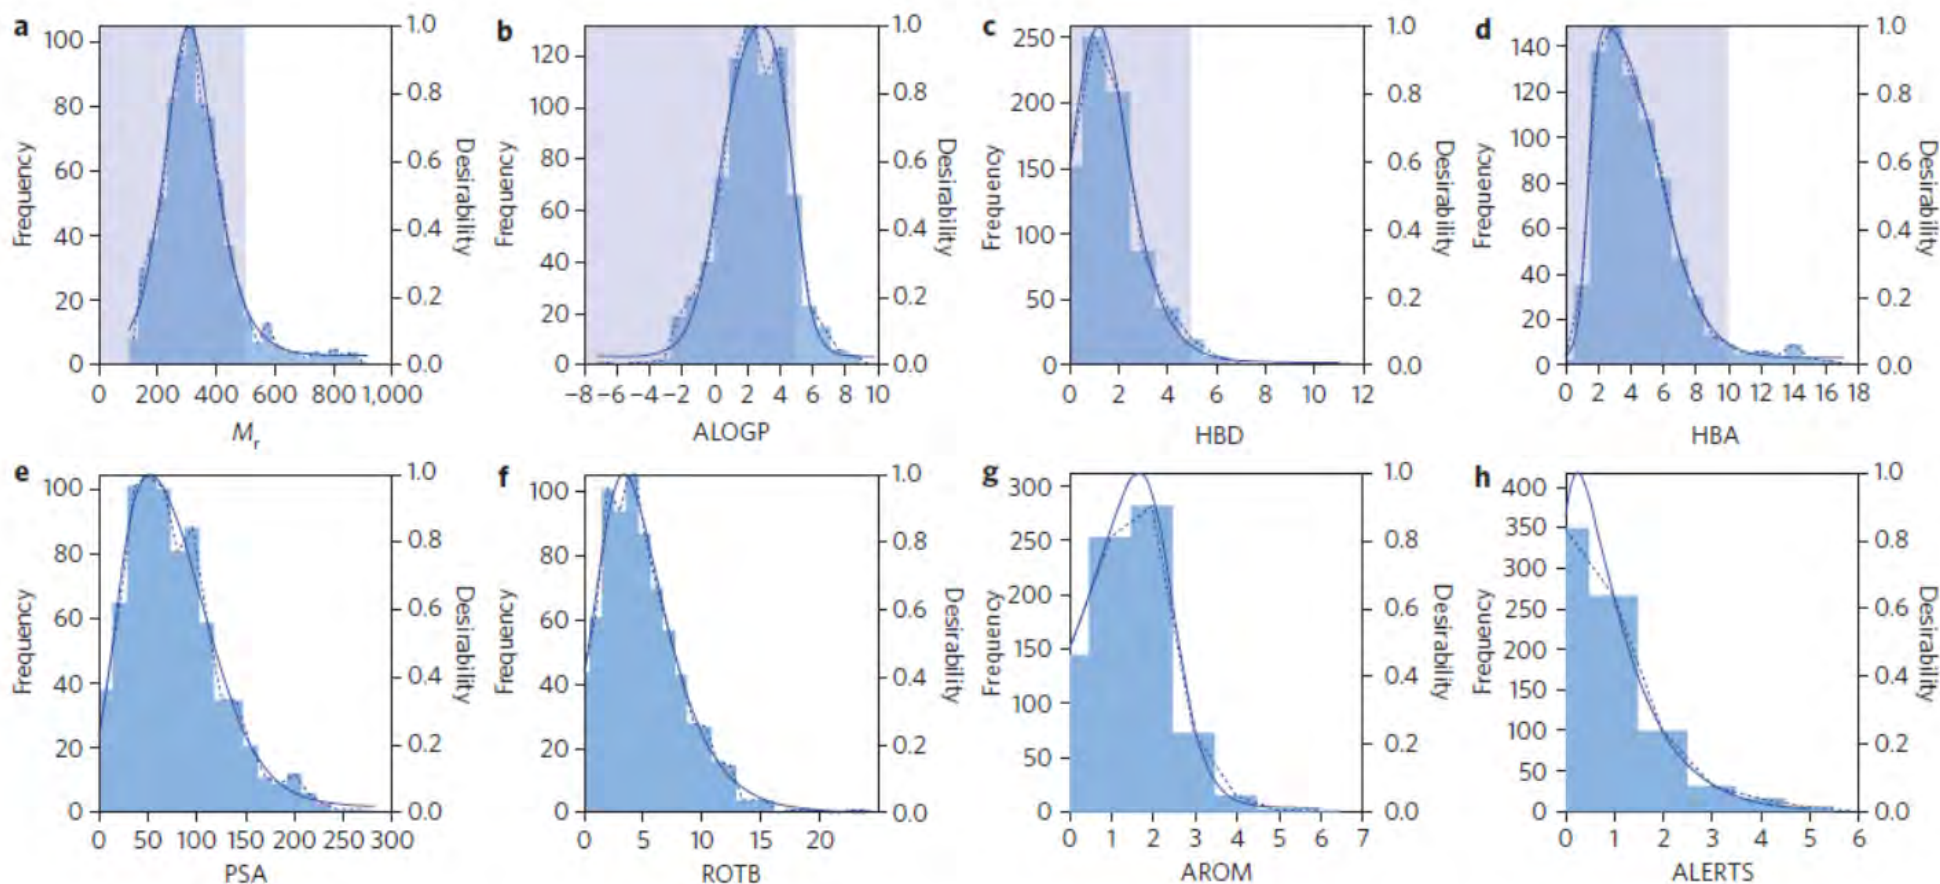 a
100
80
60
40
20
0
Frequency
0 200 400 600 800 1,000
M_r
1.0
0.8
0.6
0.4
0.2
0.0
Desirability
b
120
100
80
60
40
20
0
Frequency
−8 −6 −4 −2 0 2 4 6 8 10
ALOGP
1.0
0.8
0.6
0.4
0.2
0.0
Desirability
c
250
200
150
100
50
0
Frequency
0 2 4 6 8 10 12
HBD
1.0
0.8
0.6
0.4
0.2
0.0
Desirability
d
140
120
100
80
60
40
20
0
Frequency
0 2 4 6 8 10 12 14 16 18
HBA
1.0
0.8
0.6
0.4
0.2
0.0
Desirability
e
100
80
60
40
20
0
Frequency
0 50 100 150 200 250 300
PSA
1.0
0.8
0.6
0.4
0.2
0.0
Desirability
f
100
80
60
40
20
0
Frequency
0 5 10 15 20
ROTB
1.0
0.8
0.6
0.4
0.2
0.0
Desirability
g
300
250
200
150
100
50
0
Frequency
0 1 2 3 4 5 6 7
AROM
1.0
0.8
0.6
0.4
0.2
0.0
Desirability
h
400
350
300
250
200
150
100
50
0
Frequency
0 1 2 3 4 5 6
ALERTS
1.0
0.8
0.6
0.4
0.2
0.0
Desirability